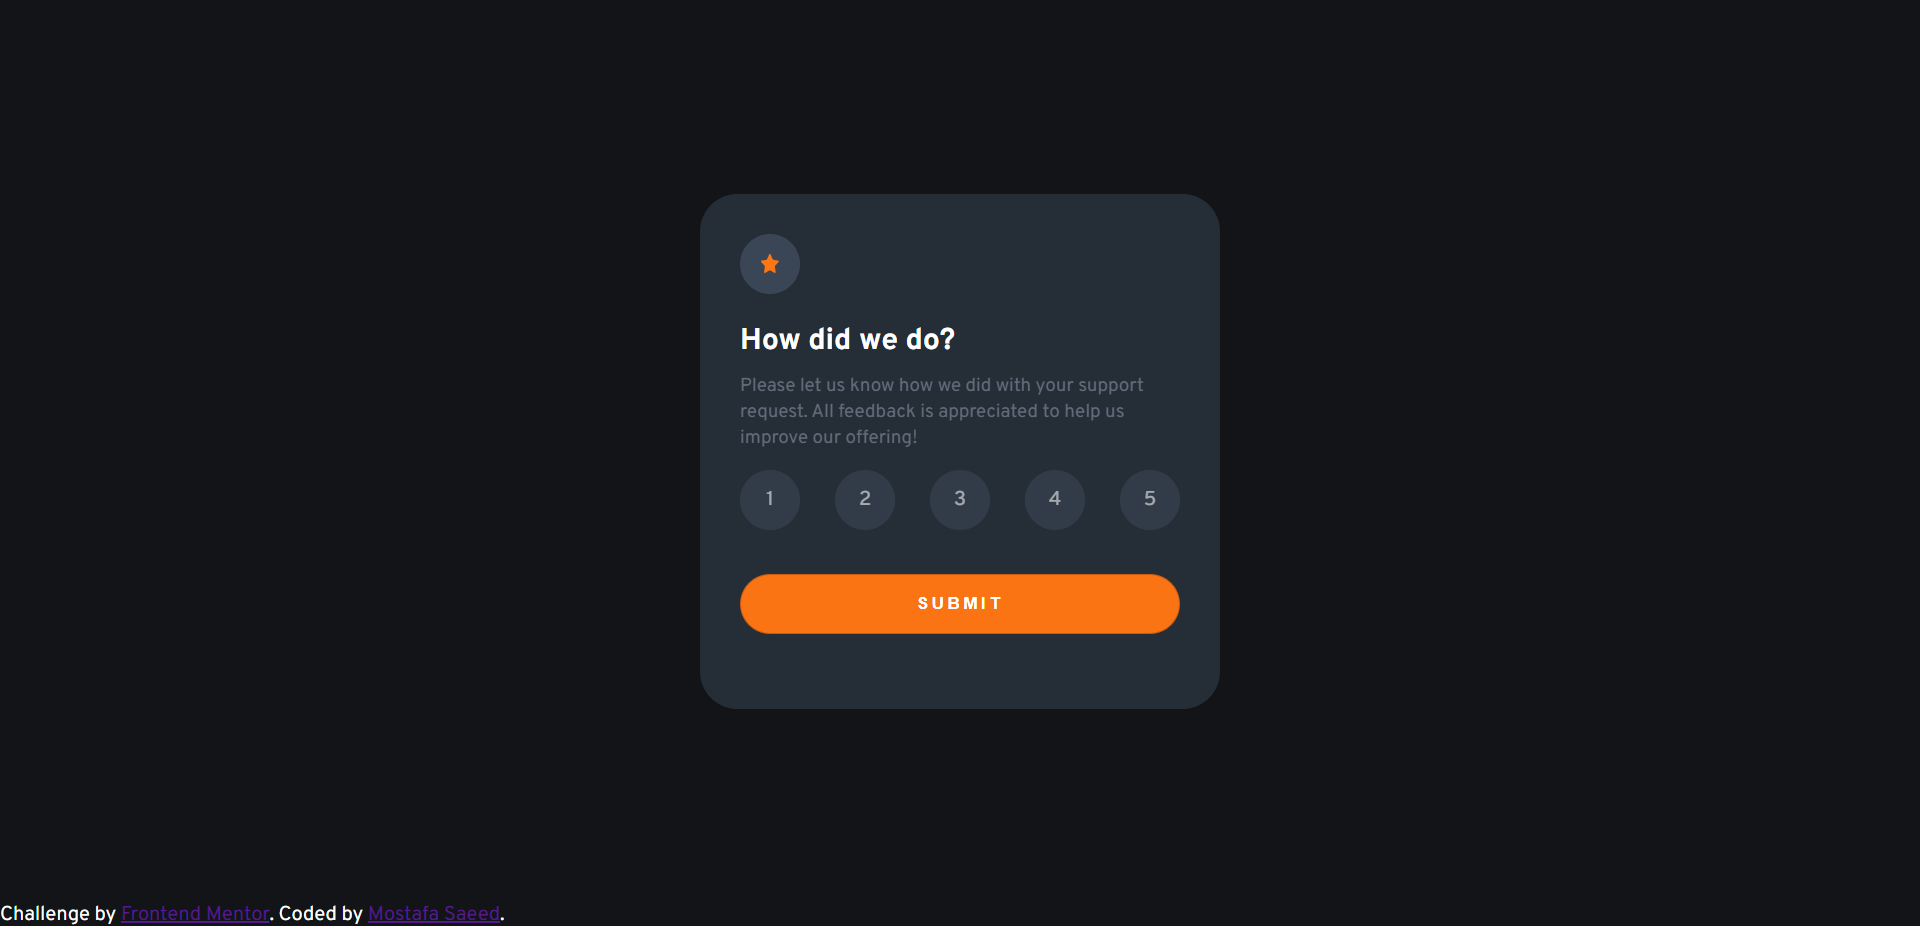 How did we do?
Please let us know how we did with your support
request. All feedback is appreciated to help us
improve our offering!
1 2 3 4 5
SUBMIT
Challenge by Frontend Mentor. Coded by Mostafa Saeed.